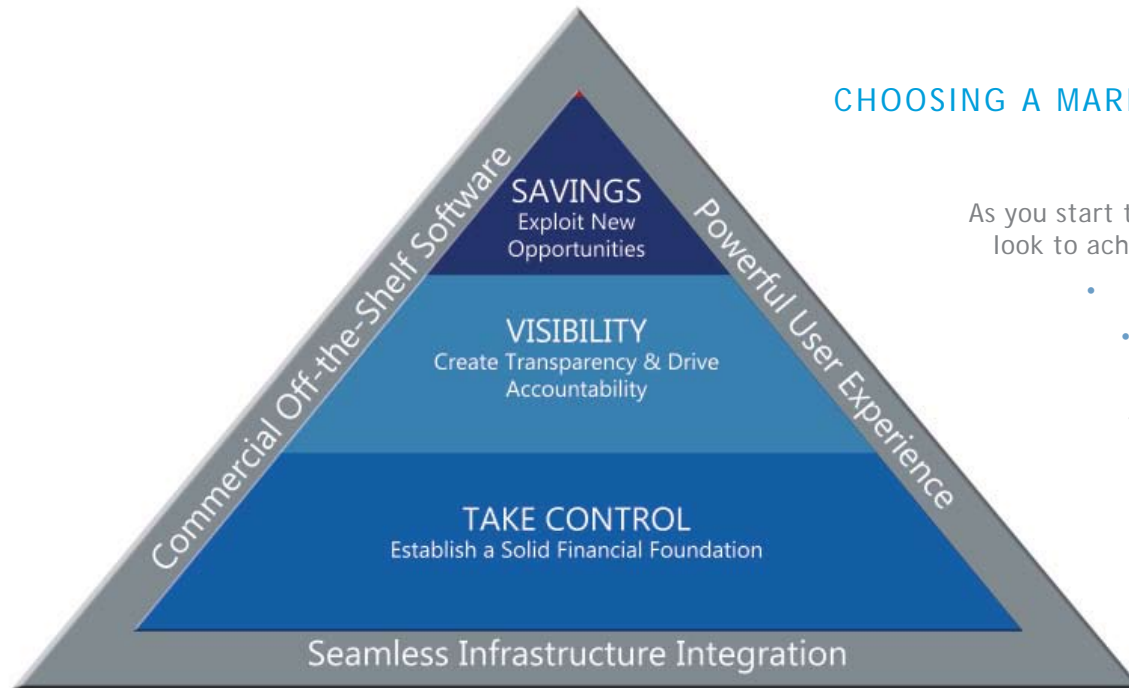 CHOOSING A
As you start
look to
Commercial Off-the-Shelf Software
Powerful User Experience
SAVINGS
Exploit New
Opportunities
VISIBILITY
Create Transparency & Drive
Accountability
TAKE CONTROL
Establish a Solid Financial Foundation
Seamless Infrastructure Integration